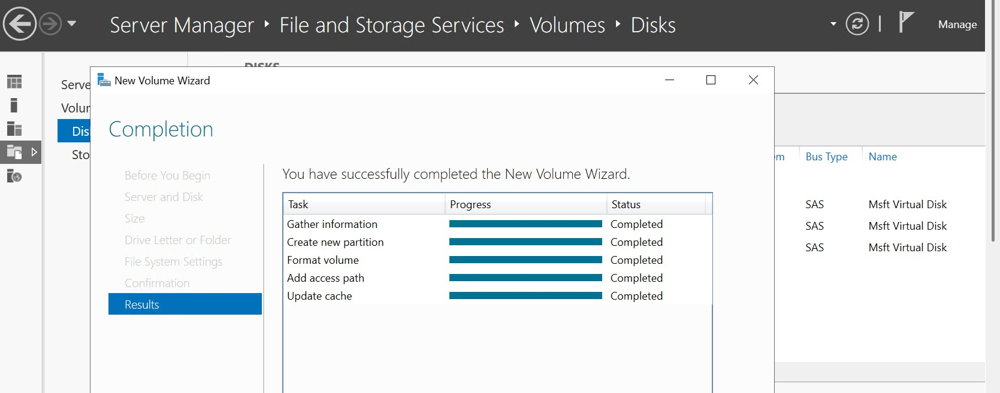 Server Manager ‣ File and Storage Services ‣ Volumes ‣ Disks
Manage
DISKS
Serve
Volur
Dis
Sto
New Volume Wizard
Completion
Before You Begin
Server and Disk
Size
Drive Letter or Folder
File System Settings
Confirmation
Results
You have successfully completed the New Volume Wizard.
Task Progress Status
Gather information Completed
Create new partition Completed
Format volume Completed
Add access path Completed
Update cache Completed
em Bus Type Name
SAS Msft Virtual Disk
SAS Msft Virtual Disk
SAS Msft Virtual Disk